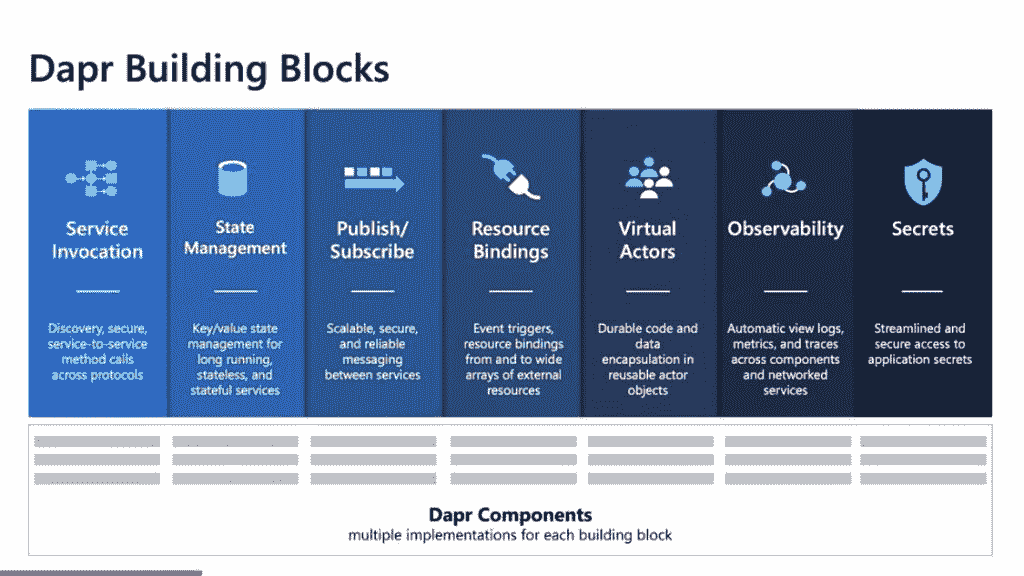 Dapr Building Blocks
Service
Invocation
Discovery, secure,
service-to-service
method calls
across protocols
State
Management
Key/value state
management for
long running,
stateless, and
stateful services
Publish/
Subscribe
Scalable, secure,
and reliable
messaging
between services
Resource
Bindings
Event triggers,
resource bindings
from and to wide
arrays of external
resources
Virtual
Actors
Durable code and
data
encapsulation in
reusable actor
objects
Observability
Automatic view logs,
metrics, and traces
across components
and networked
services
Secrets
Streamlined and
secure access to
application secrets
Dapr Components
multiple implementations for each building block